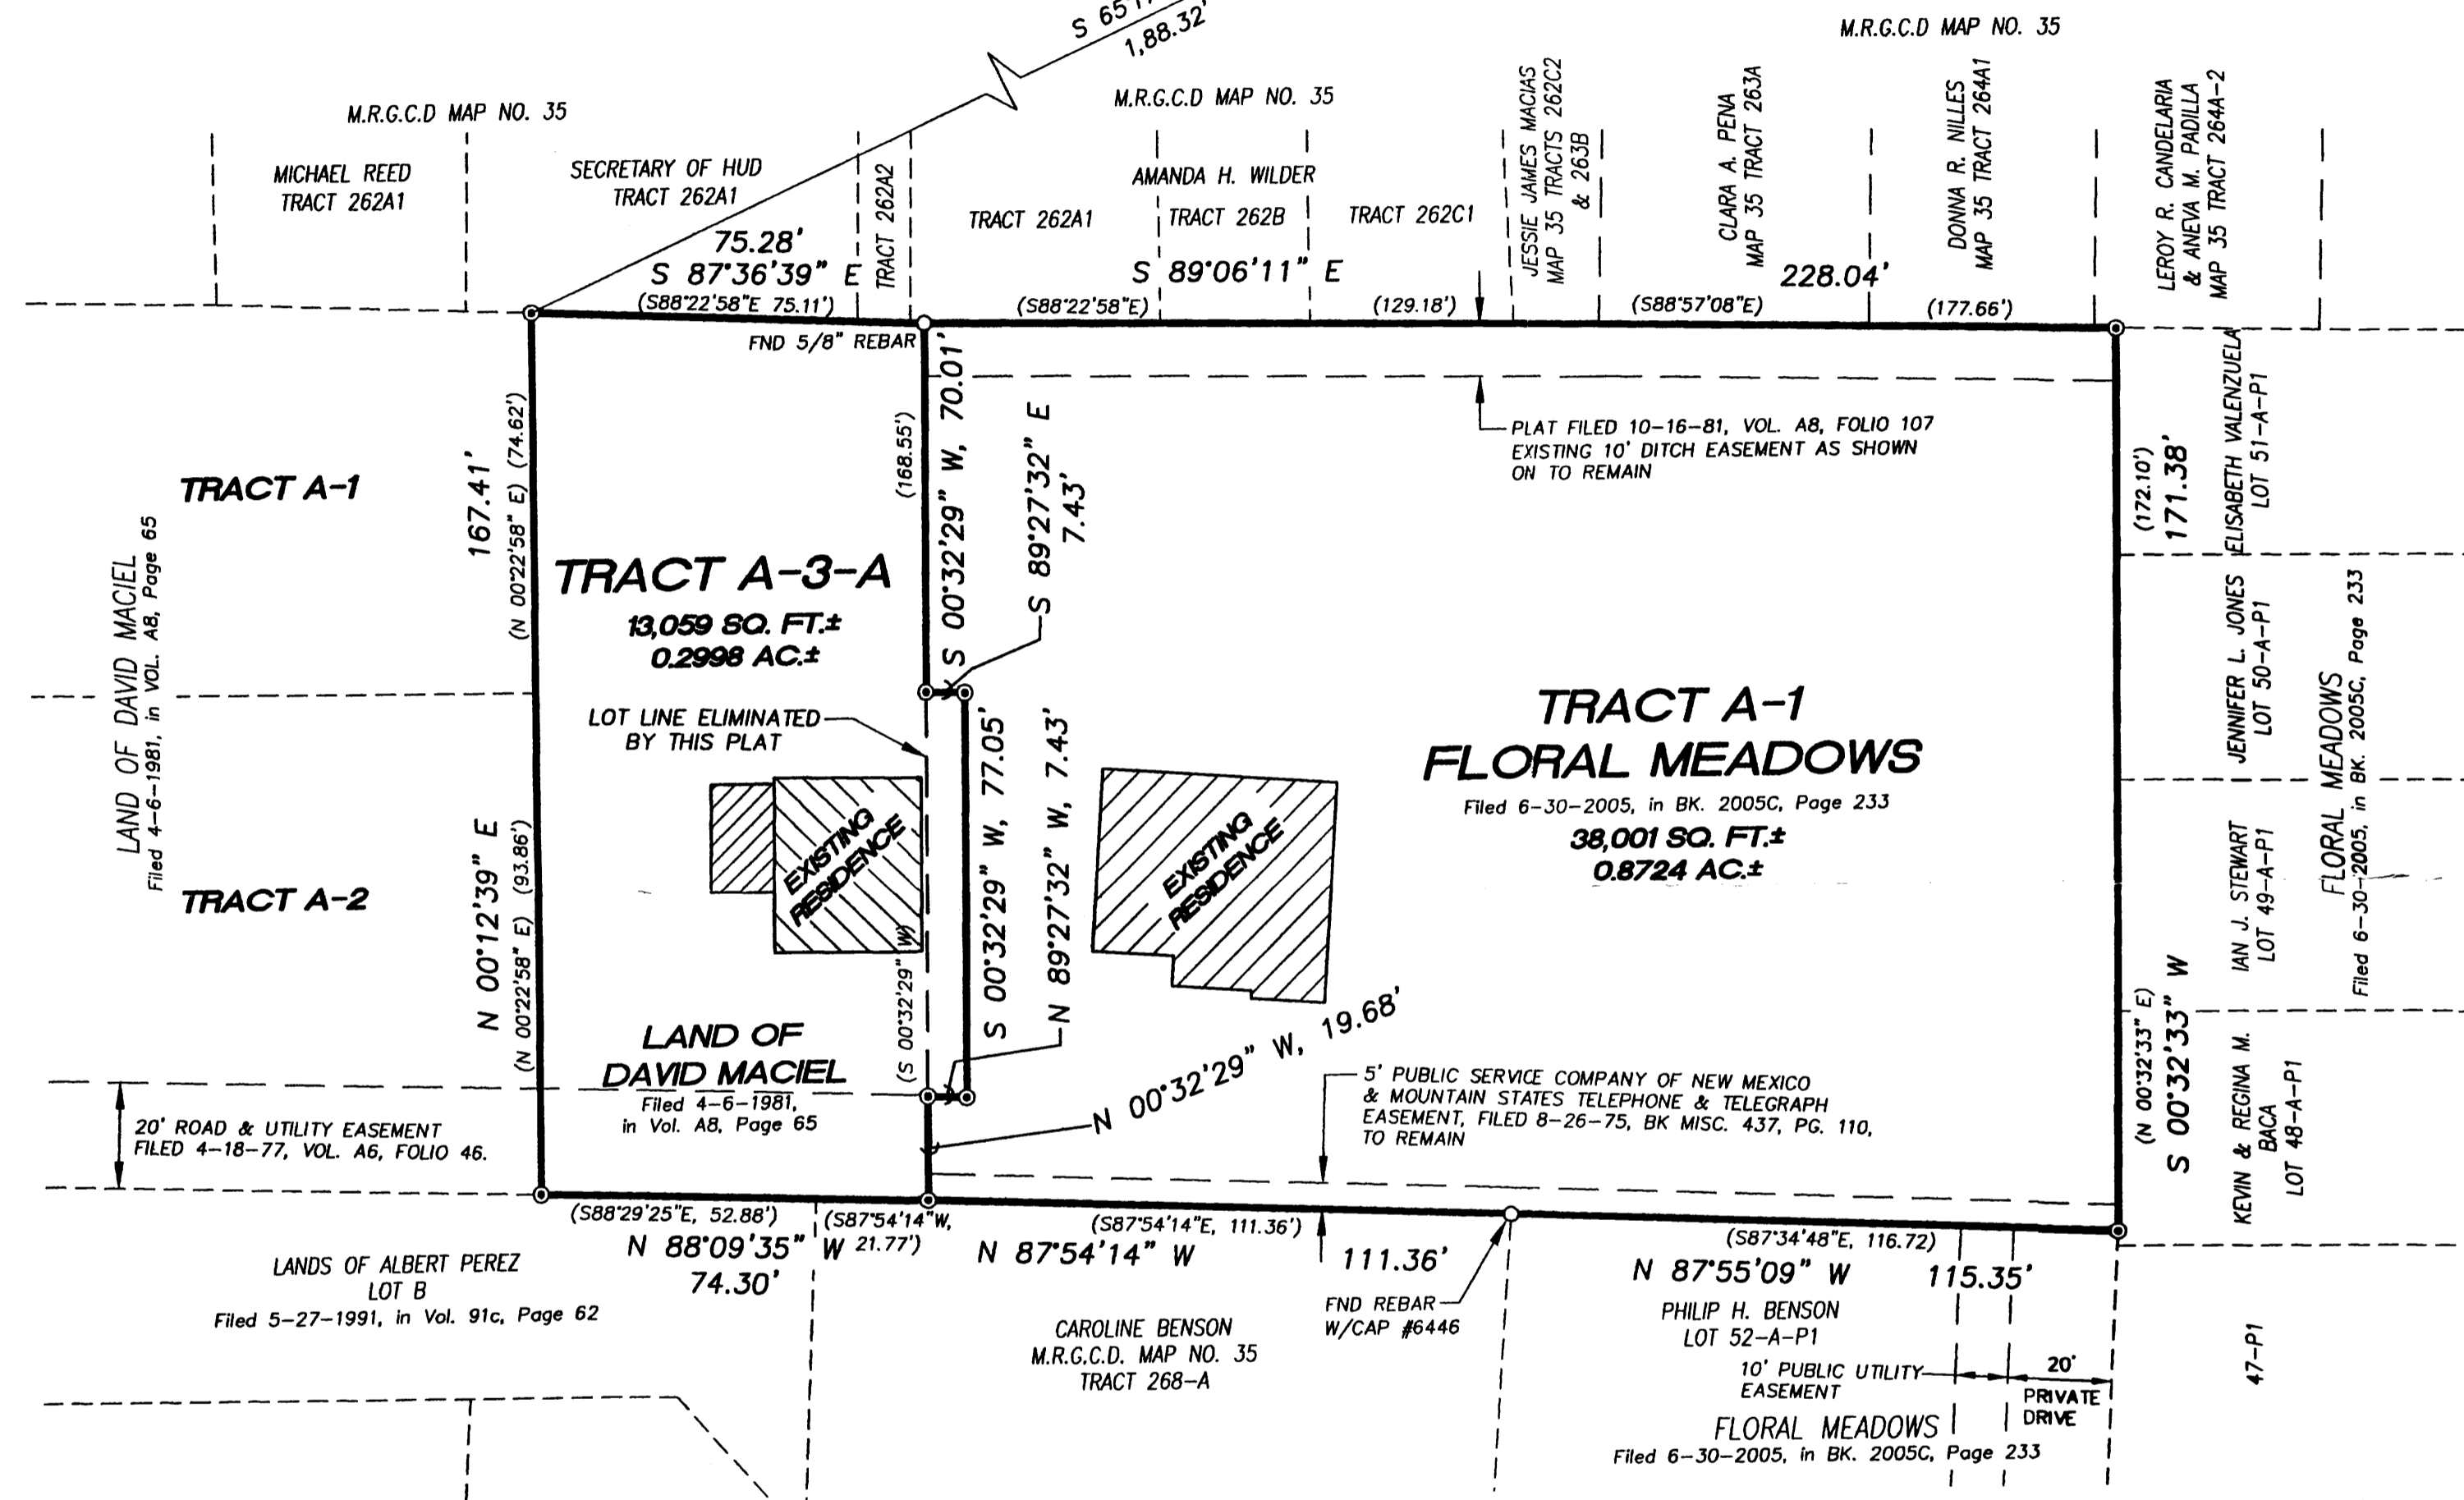 S 65°1
1,88.32'
M.R.G.C.D MAP NO. 35
M.R.G.C.D MAP NO. 35
M.R.G.C.D MAP NO. 35
MICHAEL REED
TRACT 262A1
SECRETARY OF HUD
TRACT 262A1
TRACT 262A2
AMANDA H. WILDER
TRACT 262A1
TRACT 262B
TRACT 262C1
JESSIE JAMES MACIAS
MAP 35 TRACTS 262C2
& 263B
CLARA A. PENA
MAP 35 TRACT 263A
DONNA R. NILLES
MAP 35 TRACT 264A1
LEROY R. CANDELARIA
& ANEVA M. PADILLA
MAP 35 TRACT 264A-2
75.28'
S 87°36'39" E
(S88°22'58"E 75.11')
S 89°06'11" E
228.04'
(S88°22'58"E)
(129.18')
(S88°57'08"E)
(177.66')
FND 5/8" REBAR
TRACT A-1
LAND OF DAVID MACIEL
Filed 4-6-1981, in VOL. A8, Page 65
TRACT A-2
167.41'
(N 00°22'58" E) (74.62')
N 00°12'39" E
(N 00°22'58" E) (93.86')
TRACT A-3-A
13,059 SQ. FT.±
0.2998 AC.±
LOT LINE ELIMINATED
BY THIS PLAT
EXISTING
RESIDENCE
(168.55')
(S 00°32'29" W)
S 00°32'29" W, 70.01'
S 89°27'32" E
7.43'
S 00°32'29" W, 77.05'
N 89°27'32" W, 7.43'
N 00°32'29" W, 19.68'
LAND OF
DAVID MACIEL
Filed 4-6-1981,
in Vol. A8, Page 65
20' ROAD & UTILITY EASEMENT
FILED 4-18-77, VOL. A6, FOLIO 46.
PLAT FILED 10-16-81, VOL. A8, FOLIO 107
EXISTING 10' DITCH EASEMENT AS SHOWN
ON TO REMAIN
TRACT A-1
FLORAL MEADOWS
Filed 6-30-2005, in BK. 2005C, Page 233
38,001 SQ. FT.±
0.8724 AC.±
EXISTING
RESIDENCE
5' PUBLIC SERVICE COMPANY OF NEW MEXICO
& MOUNTAIN STATES TELEPHONE & TELEGRAPH
EASEMENT, FILED 8-26-75, BK MISC. 437, PG. 110,
TO REMAIN
(172.10')
171.38'
(N 00°32'33" E)
S 00°32'33" W
ELISABETH VALENZUELA
LOT 51-A-P1
JENNIFER L. JONES
LOT 50-A-P1
IAN J. STEWART
LOT 49-A-P1
KEVIN & REGINA M.
BACA
LOT 48-A-P1
FLORAL MEADOWS
Filed 6-30-2005, in BK. 2005C, Page 233
(S88°29'25"E, 52.88')
(S87°54'14"W,
21.77')
N 88°09'35" W
74.30'
(S87°54'14"E, 111.36')
N 87°54'14" W
111.36'
(S87°34'48"E, 116.72)
N 87°55'09" W
115.35'
LANDS OF ALBERT PEREZ
LOT B
Filed 5-27-1991, in Vol. 91c, Page 62
CAROLINE BENSON
M.R.G.C.D. MAP NO. 35
TRACT 268-A
FND REBAR
W/CAP #6446
PHILIP H. BENSON
LOT 52-A-P1
10' PUBLIC UTILITY
EASEMENT
20'
PRIVATE
DRIVE
FLORAL MEADOWS
Filed 6-30-2005, in BK. 2005C, Page 233
47-P1